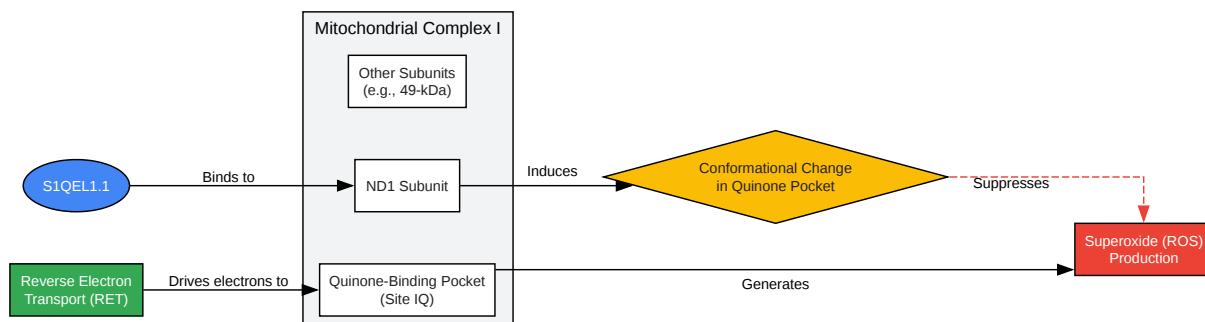 Mitochondrial Complex I
Other Subunits
(e.g., 49-kDa)
S1QEL1.1
Binds to
ND1 Subunit
Induces
Conformational Change
in Quinone Pocket
Suppresses
Superoxide (ROS)
Production
Reverse Electron
Transport (RET)
Drives electrons to
Quinone-Binding Pocket
(Site IQ)
Generates